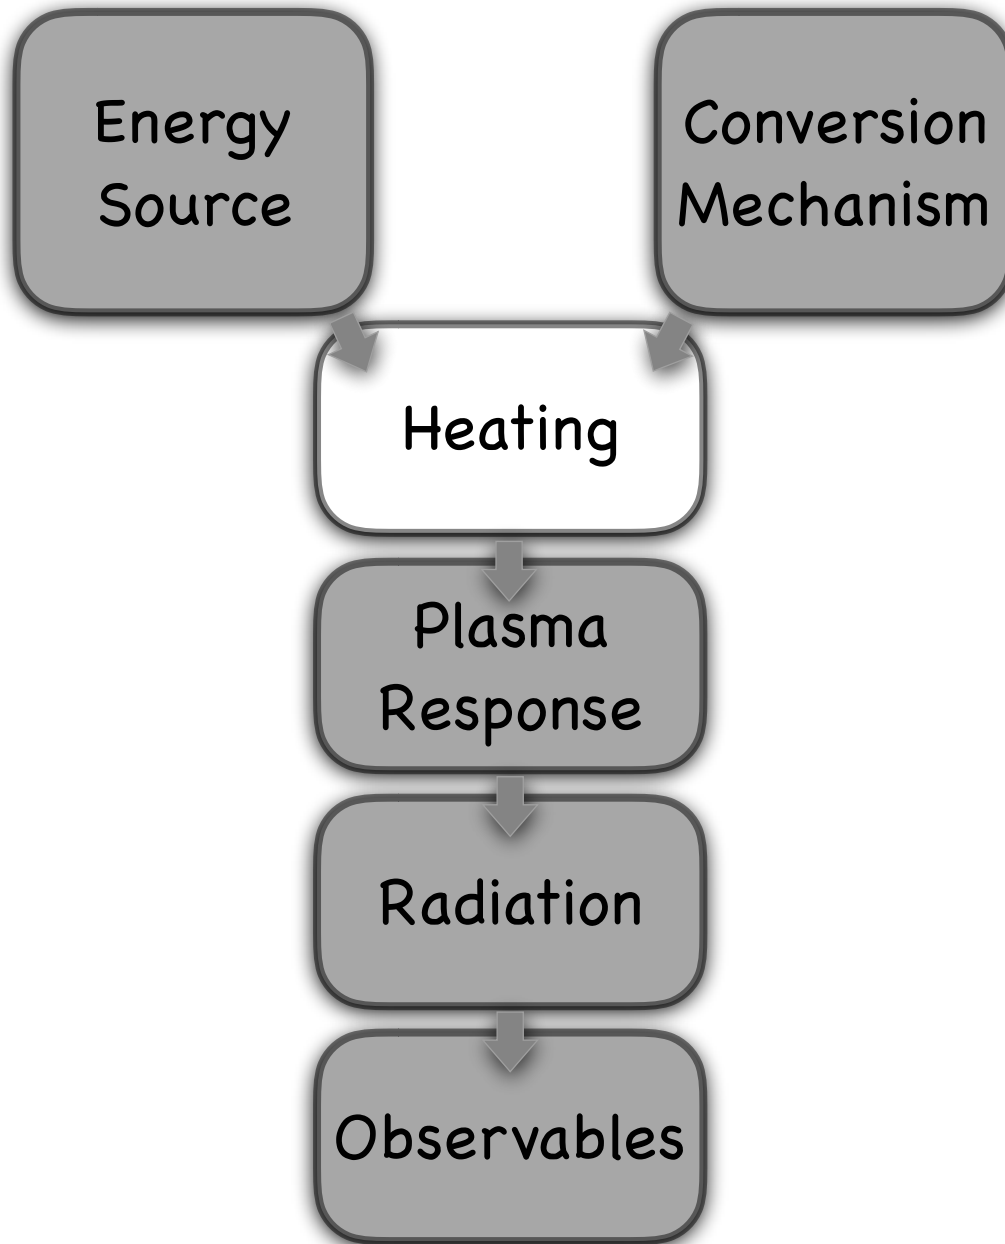 Energy
Source
Conversion
Mechanism
Heating
Plasma
Response
Radiation
Observables